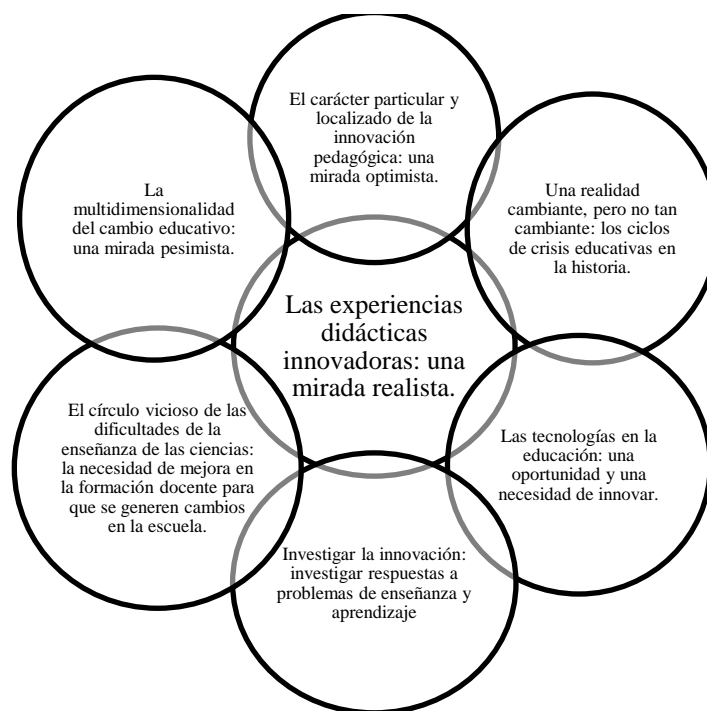 El carácter particular y
localizado de la
innovación
pedagógica: una
mirada optimista.
Una realidad
cambiante, pero no tan
cambiante: los ciclos
de crisis educativas en
la historia.
Las tecnologías en la
educación: una
oportunidad y una
necesidad de innovar.
Investigar la innovación:
investigar respuestas a
problemas de enseñanza y
aprendizaje
El círculo vicioso de las
dificultades de la
enseñanza de las ciencias:
la necesidad de mejora en
la formación docente para
que se generen cambios
en la escuela.
La
multidimensionalidad
del cambio educativo:
una mirada pesimista.
Las experiencias
didácticas
innovadoras: una
mirada realista.